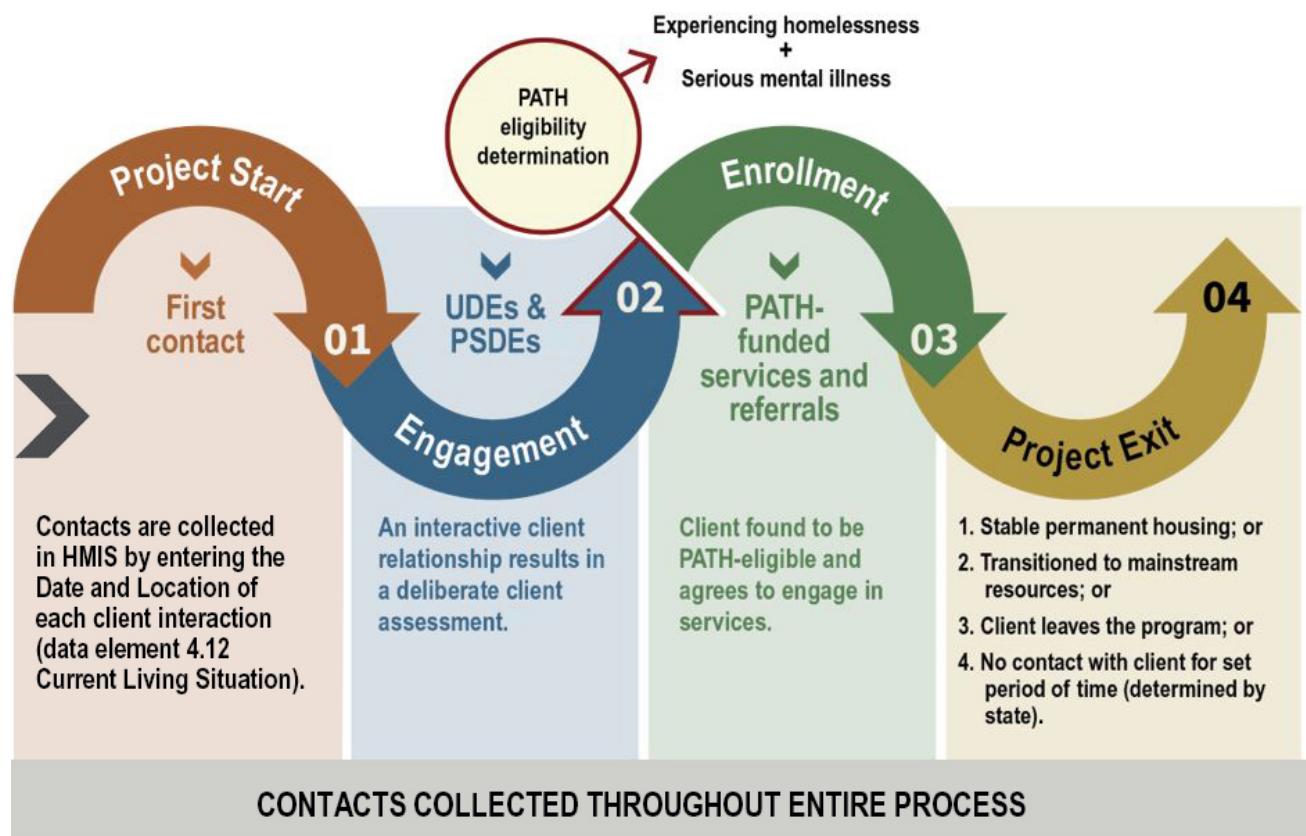 Experiencing homelessness
+
Serious mental illness
PATH
eligibility
determination
Project Start
First
contact
01
Contacts are collected
in HMIS by entering the
Date and Location of
each client interaction
(data element 4.12
Current Living Situation).
UDEs &
PSDEs
02
Engagement
An interactive client
relationship results in
a deliberate client
assessment.
Enrollment
PATH-
funded
services and
referrals
03
Client found to be
PATH-eligible and
agrees to engage in
services.
04
Project Exit
1. Stable permanent housing; or
2. Transitioned to mainstream
resources; or
3. Client leaves the program; or
4. No contact with client for set
period of time (determined by
state).
CONTACTS COLLECTED THROUGHOUT ENTIRE PROCESS